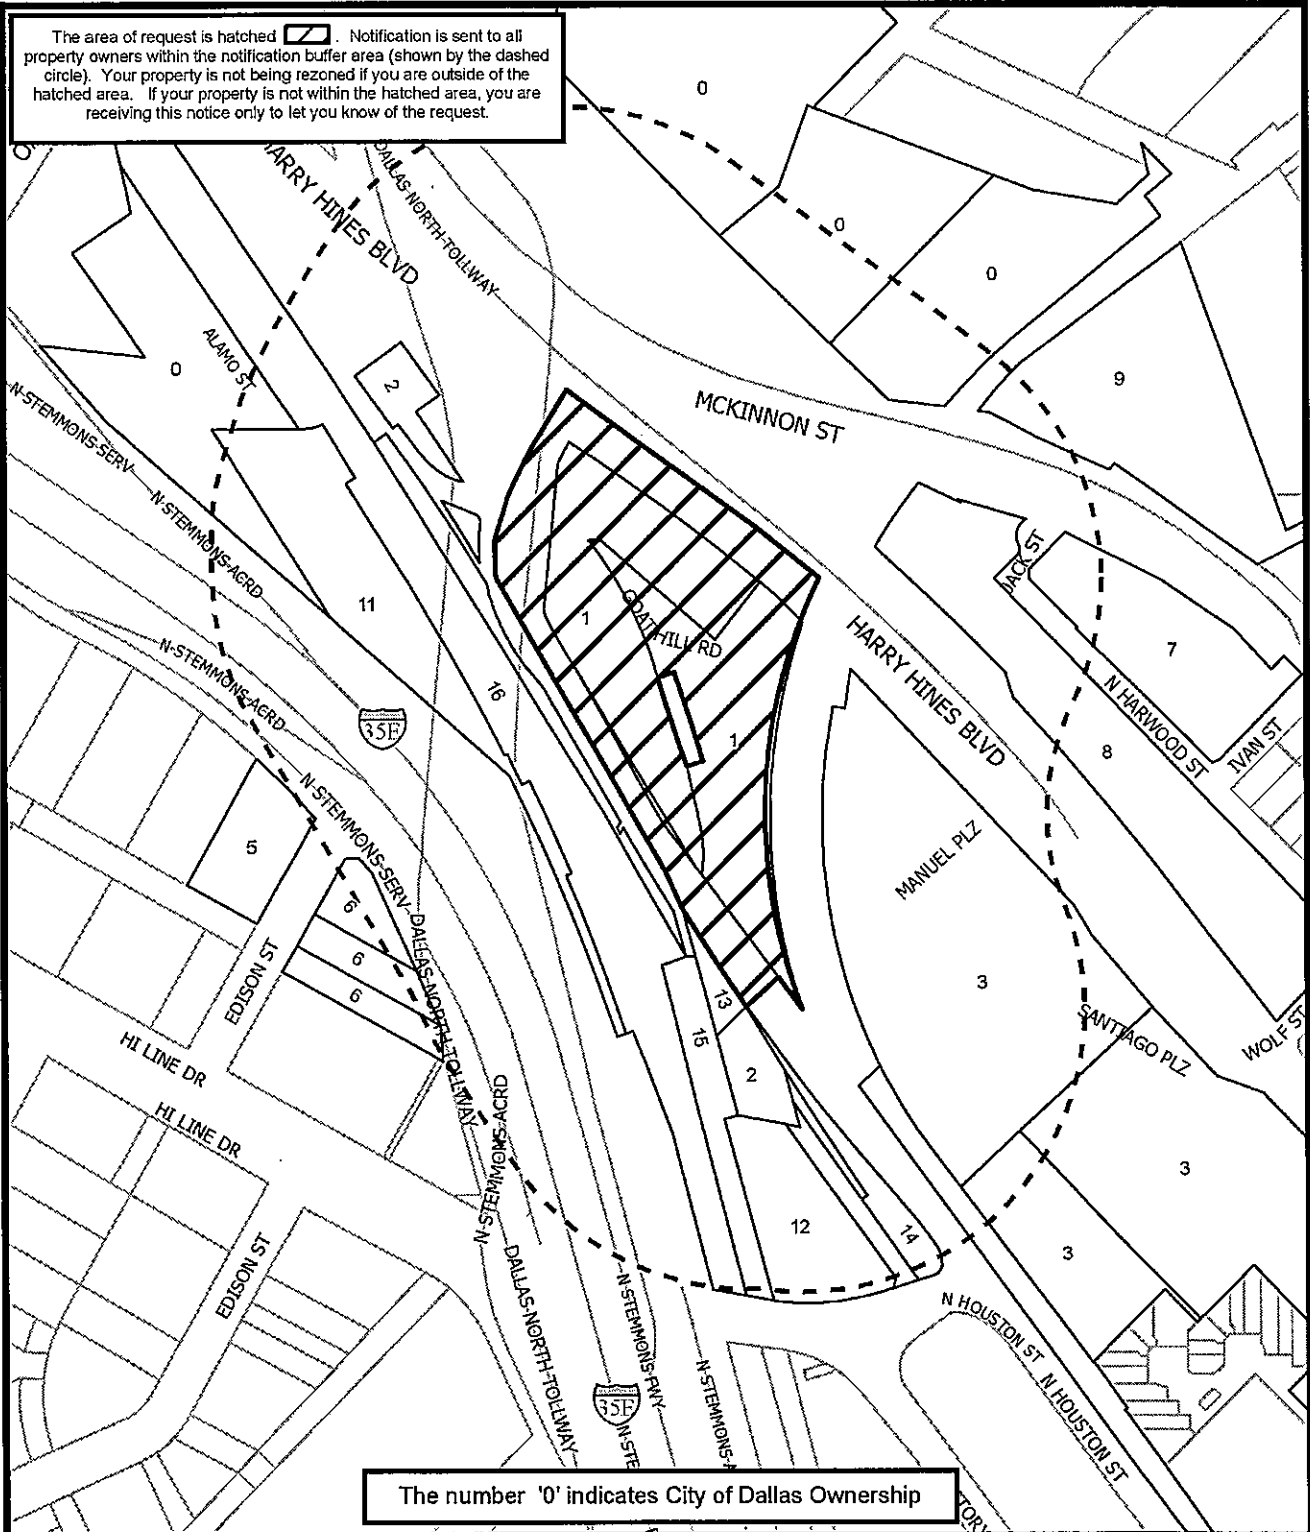 The area of request is hatched . Notification is sent to all
property owners within the notification buffer area (shown by the dashed
circle). Your property is not being rezoned if you are outside of the
hatched area. If your property is not within the hatched area, you are
receiving this notice only to let you know of the request.
0
HARRY HINES BLVD
DALLAS-NORTH-TOLLWAY
0
0
ALAMO ST
0
2
9
N-STEMMONS-SERV
MCKINNON ST
N-STEMMONS-SERV
N-STEMMONS-ACRD
JACK ST
11
1
GOAT HILL RD
HARRY HINES BLVD
7
N-STEMMONS-ACRD
16
35E
1
N HARWOOD ST
8
IVAN ST
N-STEMMONS-SERV
5
MANUEL PLZ
6
DALLAS-NORTH-TOLLWAY
6
6
EDISON ST
3
13
15
SANTIAGO PLZ
WOLF ST
HI LINE DR
2
N-STEMMONS-ACRD
HI LINE DR
3
12
14
3
EDISON ST
DALLAS-NORTH-TOLLWAY
N-STEMMONS-FWY
N HOUSTON ST
N-STEMMONS-A
N HOUSTON ST
35E
N-STE
The number '0' indicates City of Dallas Ownership
TORY